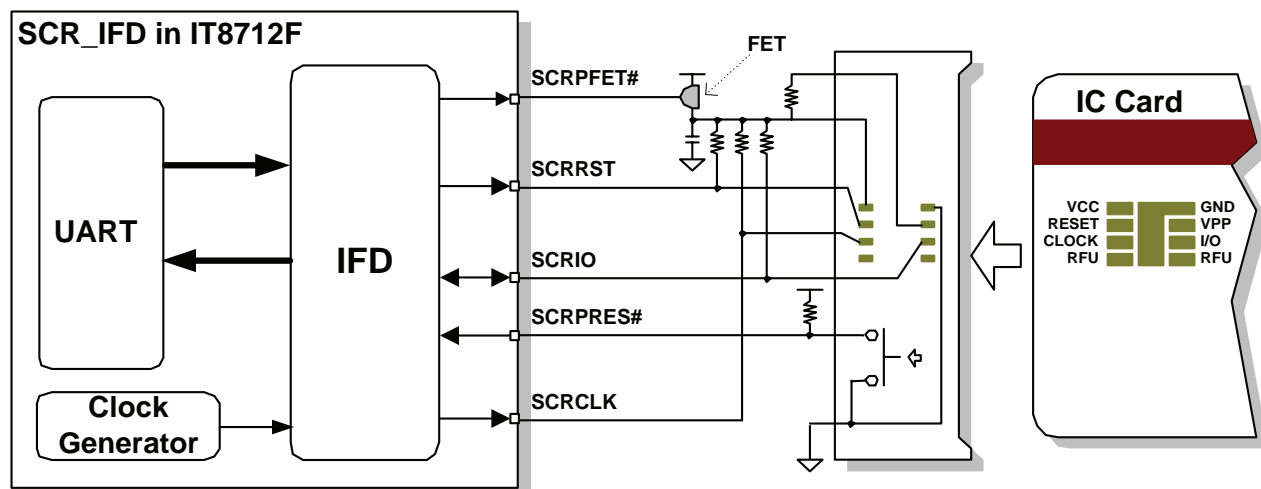 SCR_IFD in IT8712F
UART
IFD
Clock
Generator
SCRPFET#
SCRRST
SCRIO
SCRPRES#
SCRCLK
FET
IC Card
VCC
RESET
CLOCK
RFU
GND
VPP
I/O
RFU